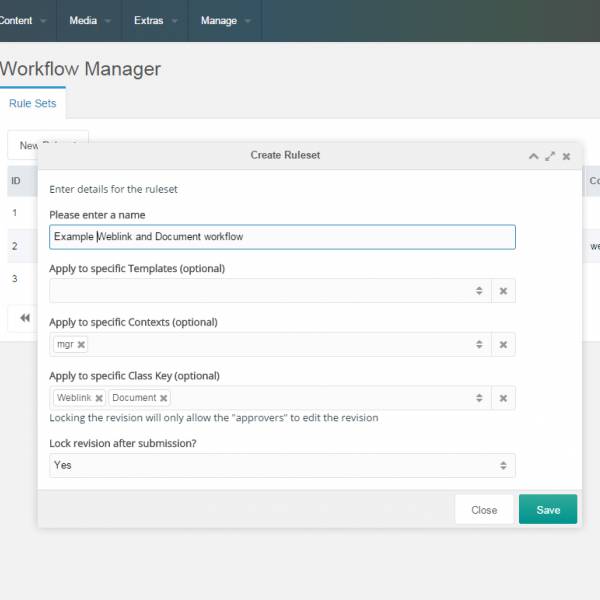 Content Media Extras Manage
Workflow Manager
Rule Sets
New
Create Ruleset
ID
Enter details for the ruleset
Please enter a name
1
Example Weblink and Document workflow
2
Apply to specific Templates (optional)
3
Apply to specific Contexts (optional)
mgr
Apply to specific Class Key (optional)
Weblink Document
Locking the revision will only allow the "approvers" to edit the revision
Lock revision after submission?
Yes
Close Save